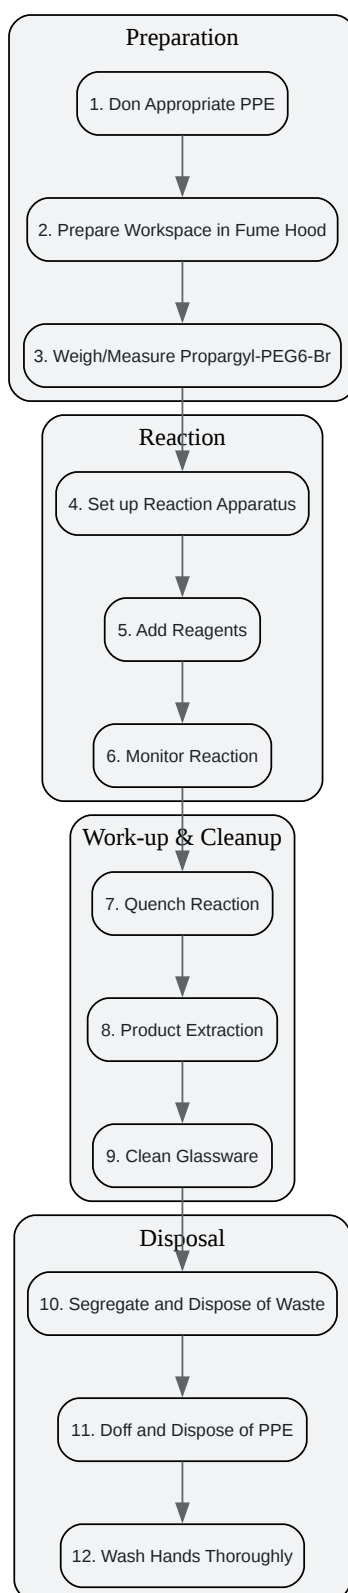 Preparation
1. Don Appropriate PPE
2. Prepare Workspace in Fume Hood
3. Weigh/Measure Propargyl-PEG6-Br
Reaction
4. Set up Reaction Apparatus
5. Add Reagents
6. Monitor Reaction
Work-up & Cleanup
7. Quench Reaction
8. Product Extraction
9. Clean Glassware
Disposal
10. Segregate and Dispose of Waste
11. Doff and Dispose of PPE
12. Wash Hands Thoroughly